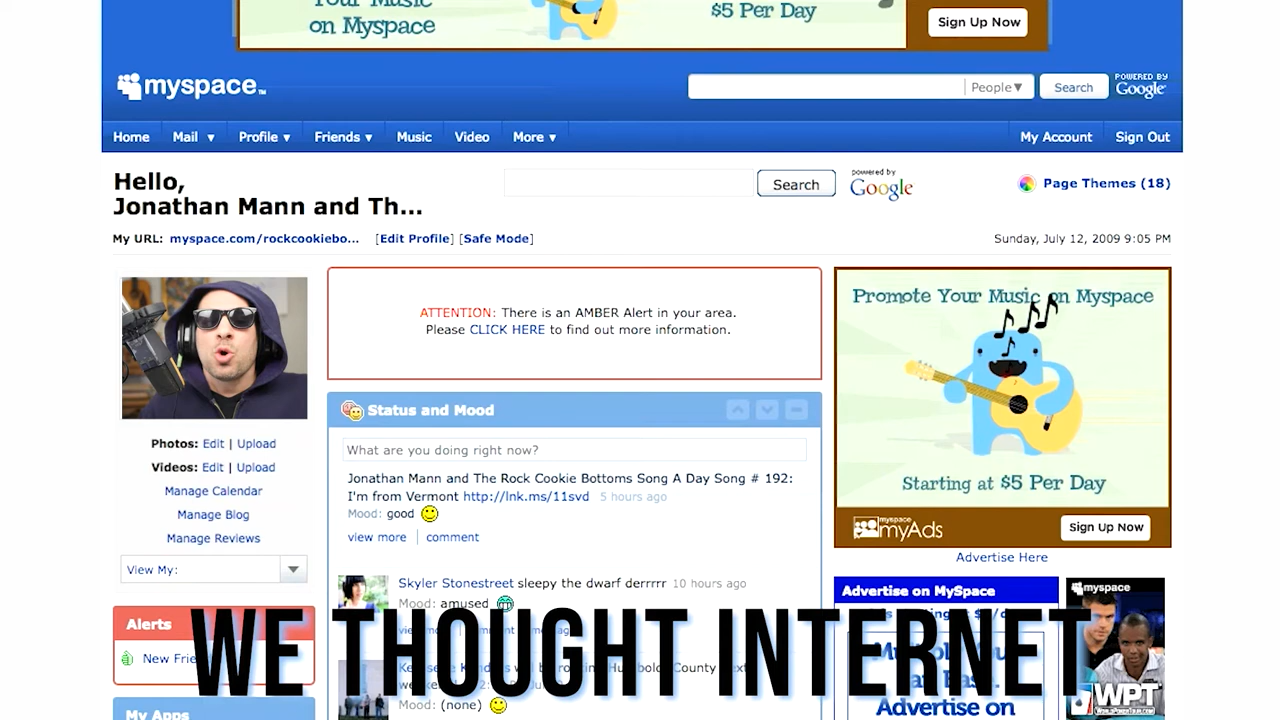 Your Music
on Myspace
$5 Per Day
Sign Up Now
myspace™
People▼
Search
POWERED BY
Google
Home
Mail ▼
Profile ▼
Friends ▼
Music
Video
More ▼
My Account
Sign Out
Hello,
Jonathan Mann and Th...
Search
powered by
Google™
Page Themes (18)
My URL: myspace.com/rockcookiebo... [Edit Profile] [Safe Mode]
Sunday, July 12, 2009 9:05 PM
ATTENTION: There is an AMBER Alert in your area.
Please CLICK HERE to find out more information.
Promote Your Music on Myspace
Starting at $5 Per Day
myspace
myAds
Sign Up Now
Advertise Here
Photos: Edit | Upload
Videos: Edit | Upload
Manage Calendar
Manage Blog
Manage Reviews
View My:
Status and Mood
What are you doing right now?
Jonathan Mann and The Rock Cookie Bottoms Song A Day Song # 192:
I'm from Vermont http://lnk.ms/11svd 5 hours ago
Mood: good
view more | comment
Skyler Stonestreet sleepy the dwarf derrrrr 10 hours ago
Mood: amused
Mood: (none)
Alerts
New Frie
My Apps
Advertise on MySpace
Advertise on
myspace
WPT
WE THOUGHT INTERNET